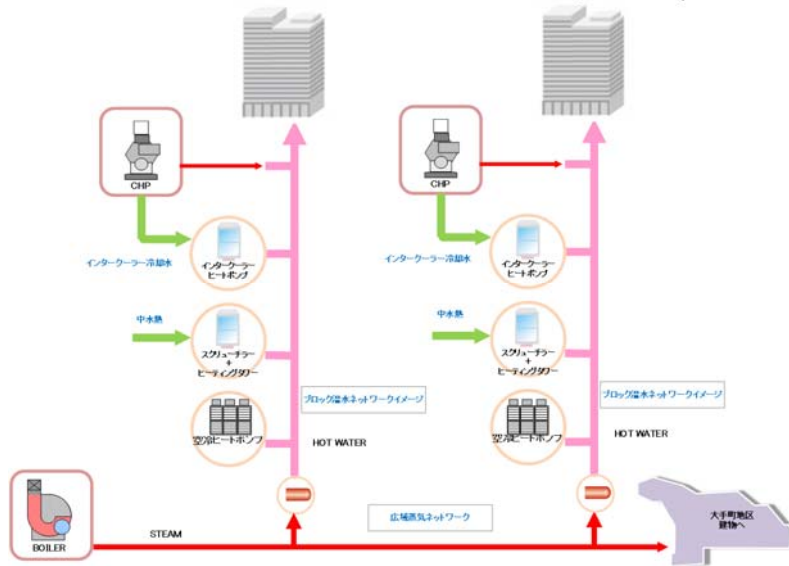 CHP
CHP
インタークーラー冷却水
インタークーラー
ヒートポンプ
インタークーラー冷却水
インタークーラー
ヒートポンプ
中水熱
スクリューチラー
+
ヒーティングタワー
中水熱
スクリューチラー
+
ヒーティングタワー
ブロック温水ネットワークイメージ
ブロック温水ネットワークイメージ
空冷ヒートポンプ
HOT WATER
空冷ヒートポンプ
HOT WATER
広域蒸気ネットワーク
大手町地区
建物へ
STEAM
BOILER